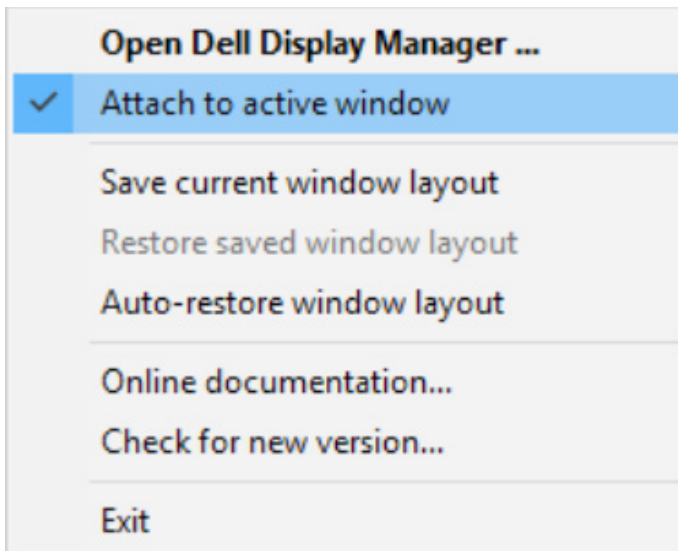 Open Dell Display Manager ...
Attach to active window
Save current window layout
Restore saved window layout
Auto-restore window layout
Online documentation...
Check for new version...
Exit